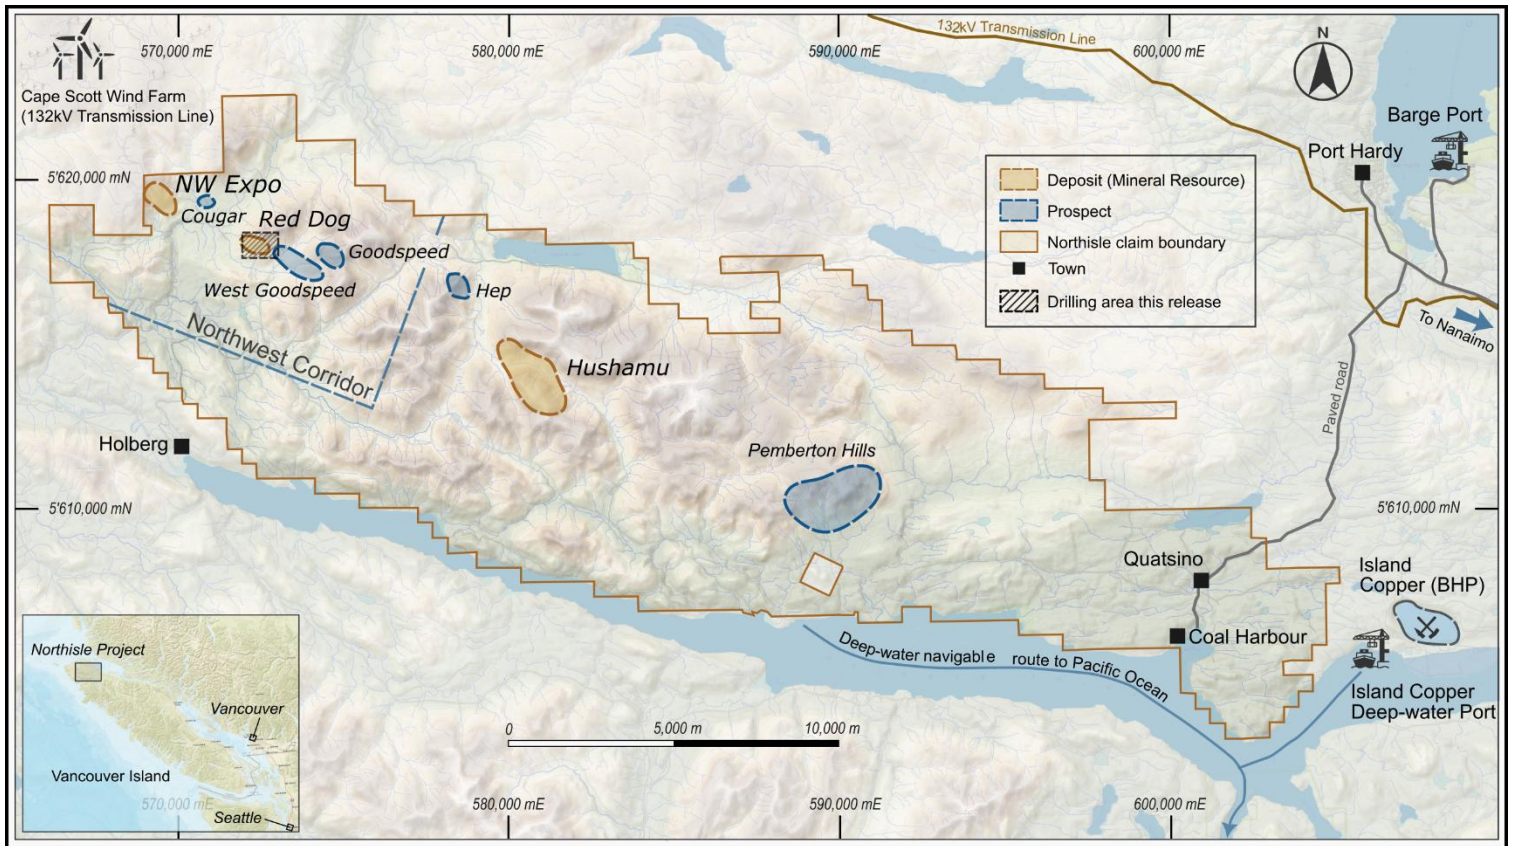 570,000 mE
580,000 mE
590,000 mE
132kV Transmission Line
600,000 mE
N
Cape Scott Wind Farm
(132kV Transmission Line)
Barge Port
Port Hardy
5'620,000 mN
NW Expo
Cougar
Red Dog
Goodspeed
West Goodspeed
Hep
Deposit (Mineral Resource)
Prospect
Northisle claim boundary
Town
Drilling area this release
To Nanaimo
Northwest Corridor
Hushamu
Paved road
Holberg
Pemberton Hills
5'610,000 mN
5'610,000 mN
Quatsino
Island
Copper (BHP)
Coal Harbour
Deep-water navigable route to Pacific Ocean
Island Copper
Deep-water Port
Northisle Project
Vancouver
Vancouver Island
Seattle
0
5,000 m
10,000 m
570,000 mE
580,000 mE
590,000 mE
600,000 mE